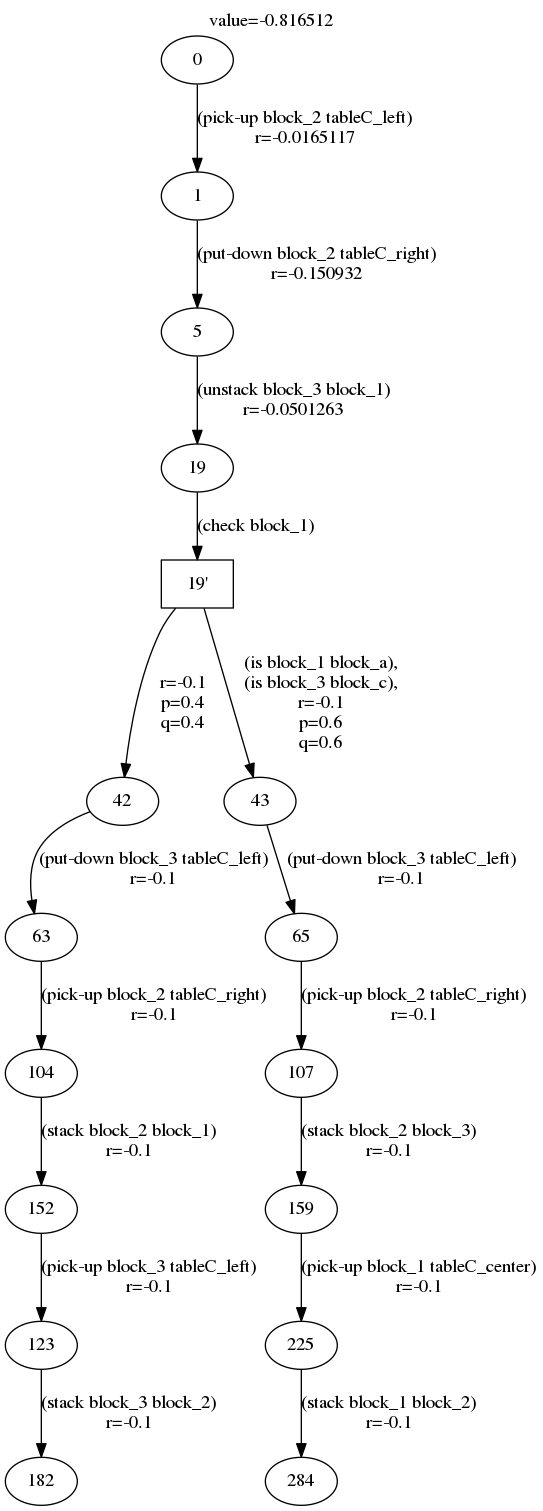 value=-0.816512
0
(pick-up block_2 tableC_left)
r=-0.0165117
1
(put-down block_2 tableC_right)
r=-0.150932
5
(unstack block_3 block_1)
r=-0.0501263
19
(check block_1)
19'
r=-0.1
p=0.4
q=0.4
(is block_1 block_a),
(is block_3 block_c),
r=-0.1
p=0.6
q=0.6
42
43
(put-down block_3 tableC_left)
r=-0.1
(put-down block_3 tableC_left)
r=-0.1
63
65
(pick-up block_2 tableC_right)
r=-0.1
(pick-up block_2 tableC_right)
r=-0.1
104
107
(stack block_2 block_1)
r=-0.1
(stack block_2 block_3)
r=-0.1
152
159
(pick-up block_3 tableC_left)
r=-0.1
(pick-up block_1 tableC_center)
r=-0.1
123
225
(stack block_3 block_2)
r=-0.1
(stack block_1 block_2)
r=-0.1
182
284